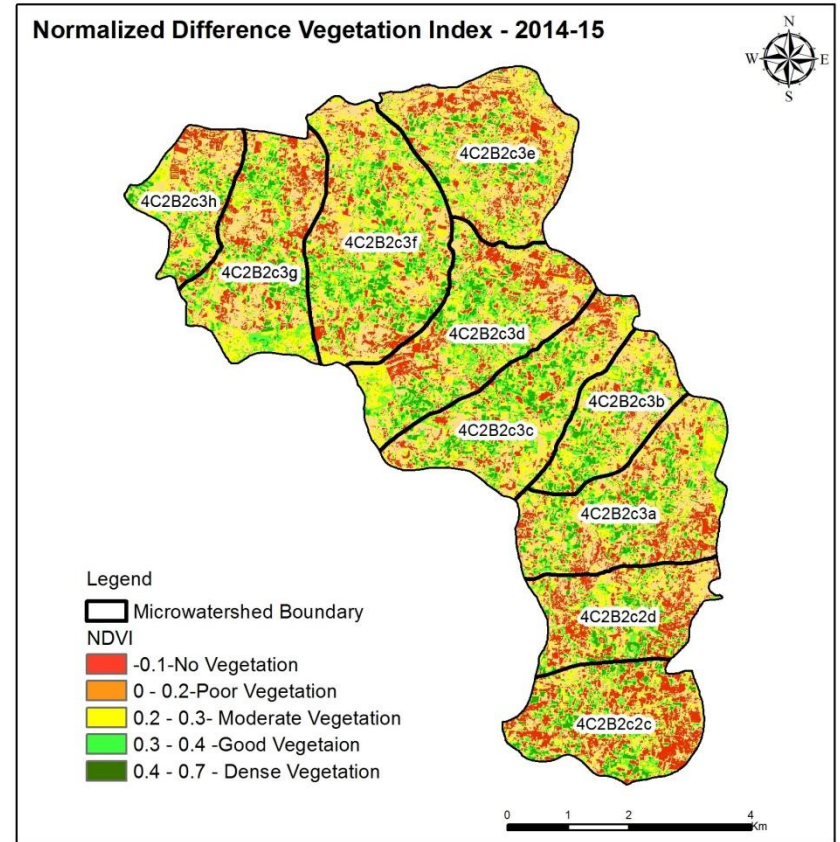 Normalized Difference Vegetation Index - 2014-15
N
W E
S
4C2B2c3e
4C2B2c3h
4C2B2c3f
4C2B2c3g
4C2B2c3d
4C2B2c3b
4C2B2c3c
4C2B2c3a
4C2B2c2d
4C2B2c2c
Legend
Microwatershed Boundary
NDVI
-0.1-No Vegetation
0 - 0.2-Poor Vegetation
0.2 - 0.3- Moderate Vegetation
0.3 - 0.4 -Good Vegetaion
0.4 - 0.7 - Dense Vegetation
0 1 2 4
Km